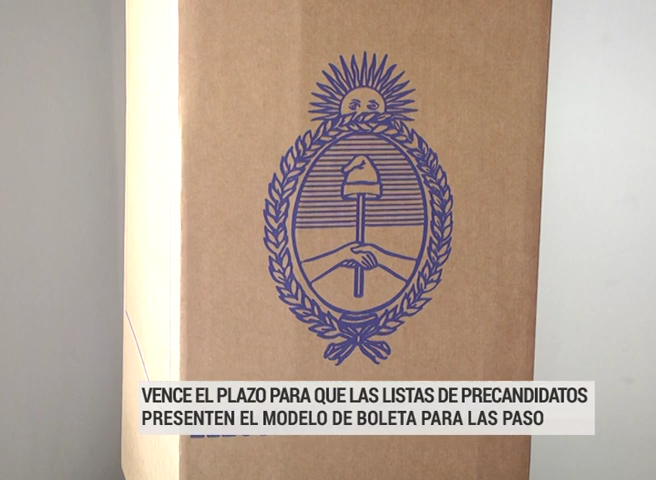 VENCE EL PLAZO PARA QUE LAS LISTAS DE PRECANDIDATOS
PRESENTEN EL MODELO DE BOLETA PARA LAS PASO